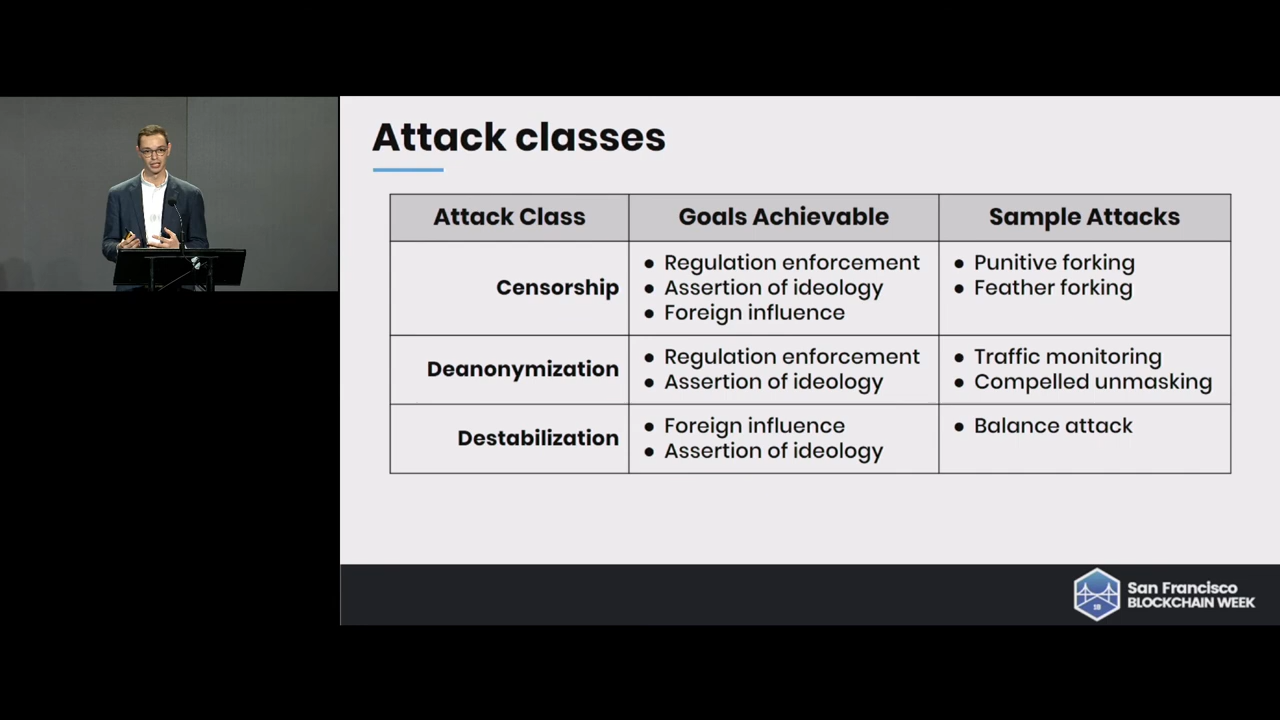 Attack classes
Attack Class Goals Achievable Sample Attacks
Censorship
● Regulation enforcement
● Assertion of ideology
● Foreign influence
● Punitive forking
● Feather forking
Deanonymization
● Regulation enforcement
● Assertion of ideology
● Traffic monitoring
● Compelled unmasking
Destabilization
● Foreign influence
● Assertion of ideology
● Balance attack
San Francisco
BLOCKCHAIN WEEK